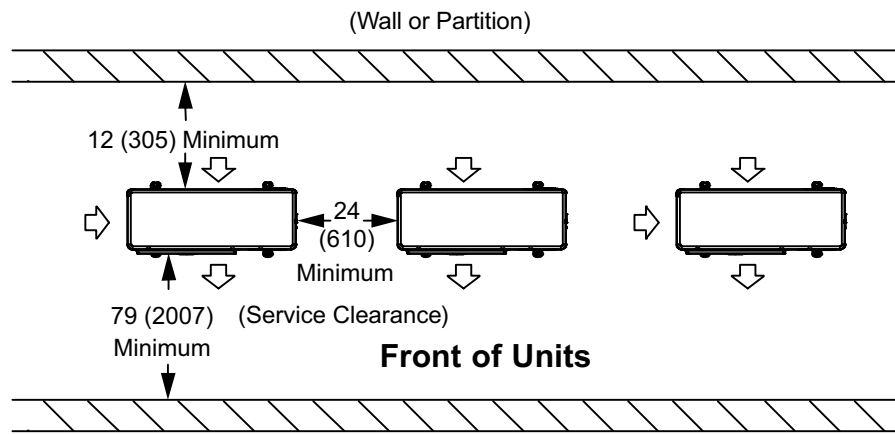 (Wall or Partition)
12 (305) Minimum
24
(610)
Minimum
79 (2007)
Minimum
(Service Clearance)
Front of Units